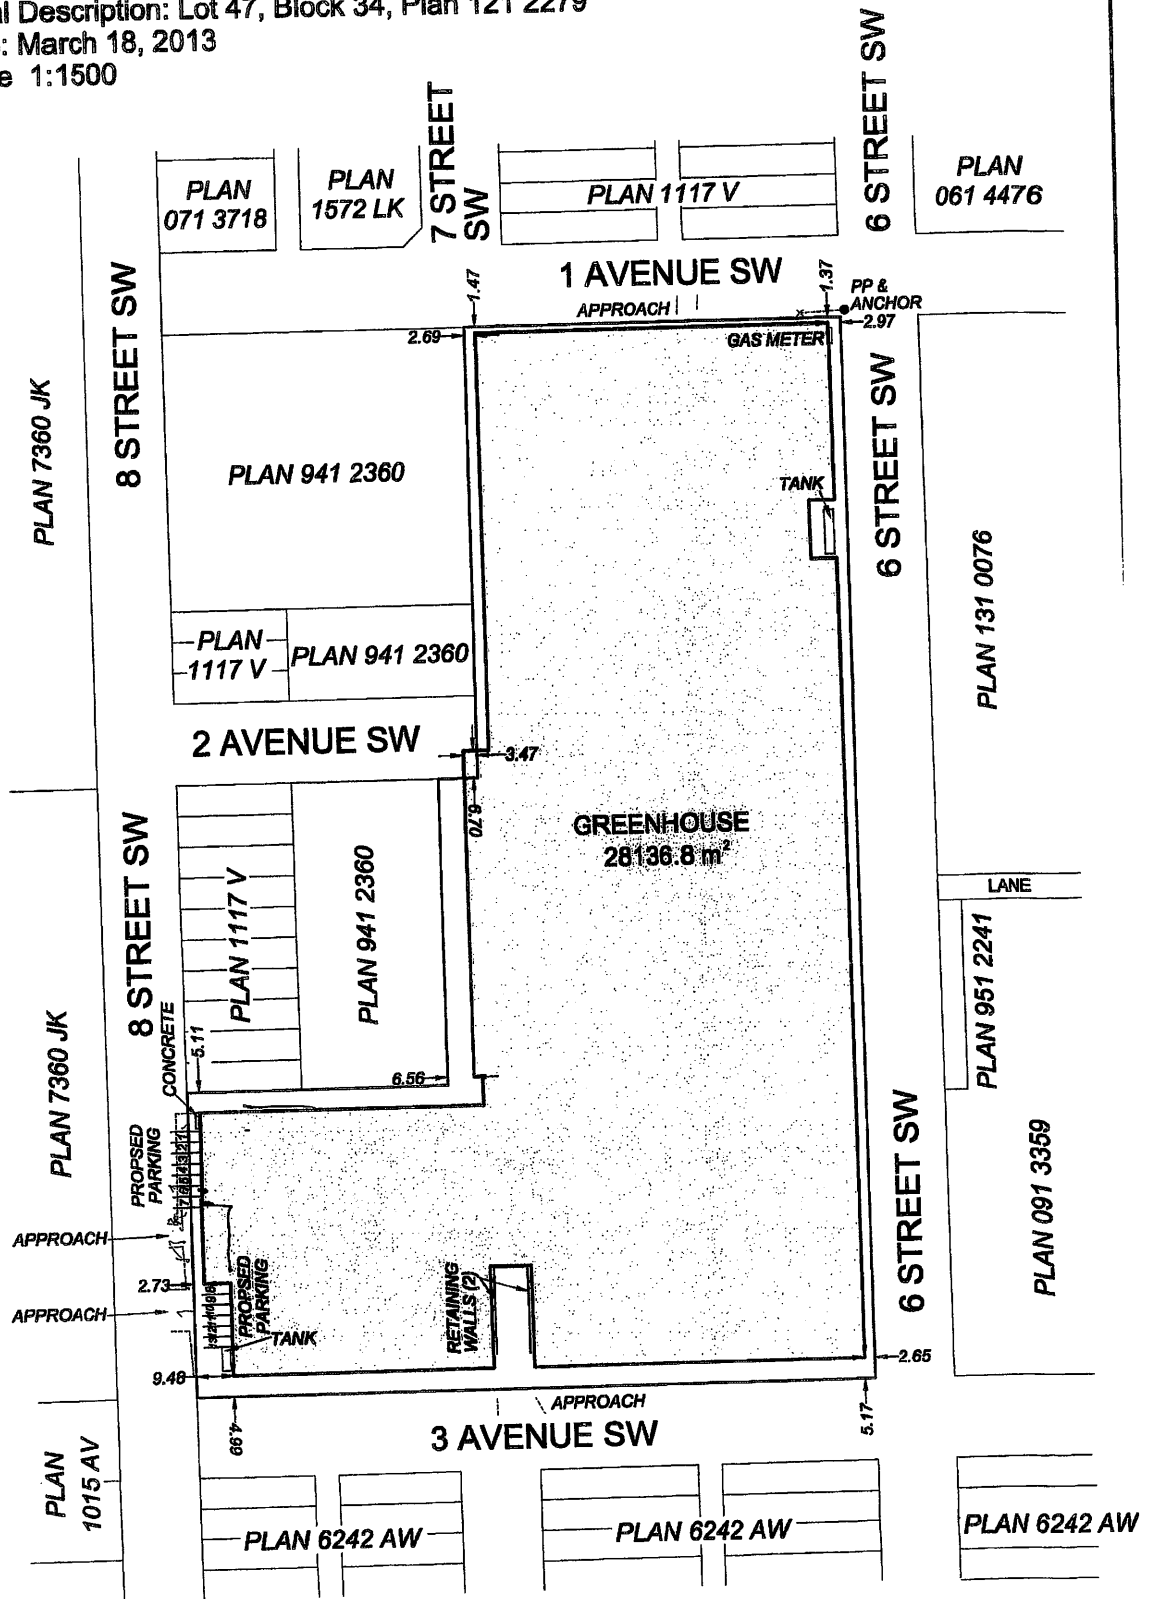 al Description: Lot 47, Block 34, Plan 121 2279
: March 18, 2013
e 1:1500
7 STREET
SW
6 STREET SW
PLAN
071 3718
PLAN
1572 LK
PLAN 1117 V
PLAN
061 4476
1 AVENUE SW
1.47
1.37
PP &
ANCHOR
APPROACH
2.69
2.97
GAS METER
8 STREET SW
6 STREET SW
PLAN 7360 JK
PLAN 941 2360
TANK
PLAN 131 0076
PLAN
1117 V
PLAN 941 2360
2 AVENUE SW
3.47
6.70
GREENHOUSE
28136.8 m²
8 STREET SW
PLAN 1117 V
PLAN 941 2360
LANE
PLAN 951 2241
CONCRETE
5.11
6.56
PLAN 7360 JK
PROPSED
PARKING
6 STREET SW
PLAN 091 3359
APPROACH
2.73
APPROACH
PROPSED
PARKING
RETAINING
WALLS (2)
TANK
9.48
2.65
4.99
APPROACH
5.17
3 AVENUE SW
PLAN
1015 AV
PLAN 6242 AW
PLAN 6242 AW
PLAN 6242 AW